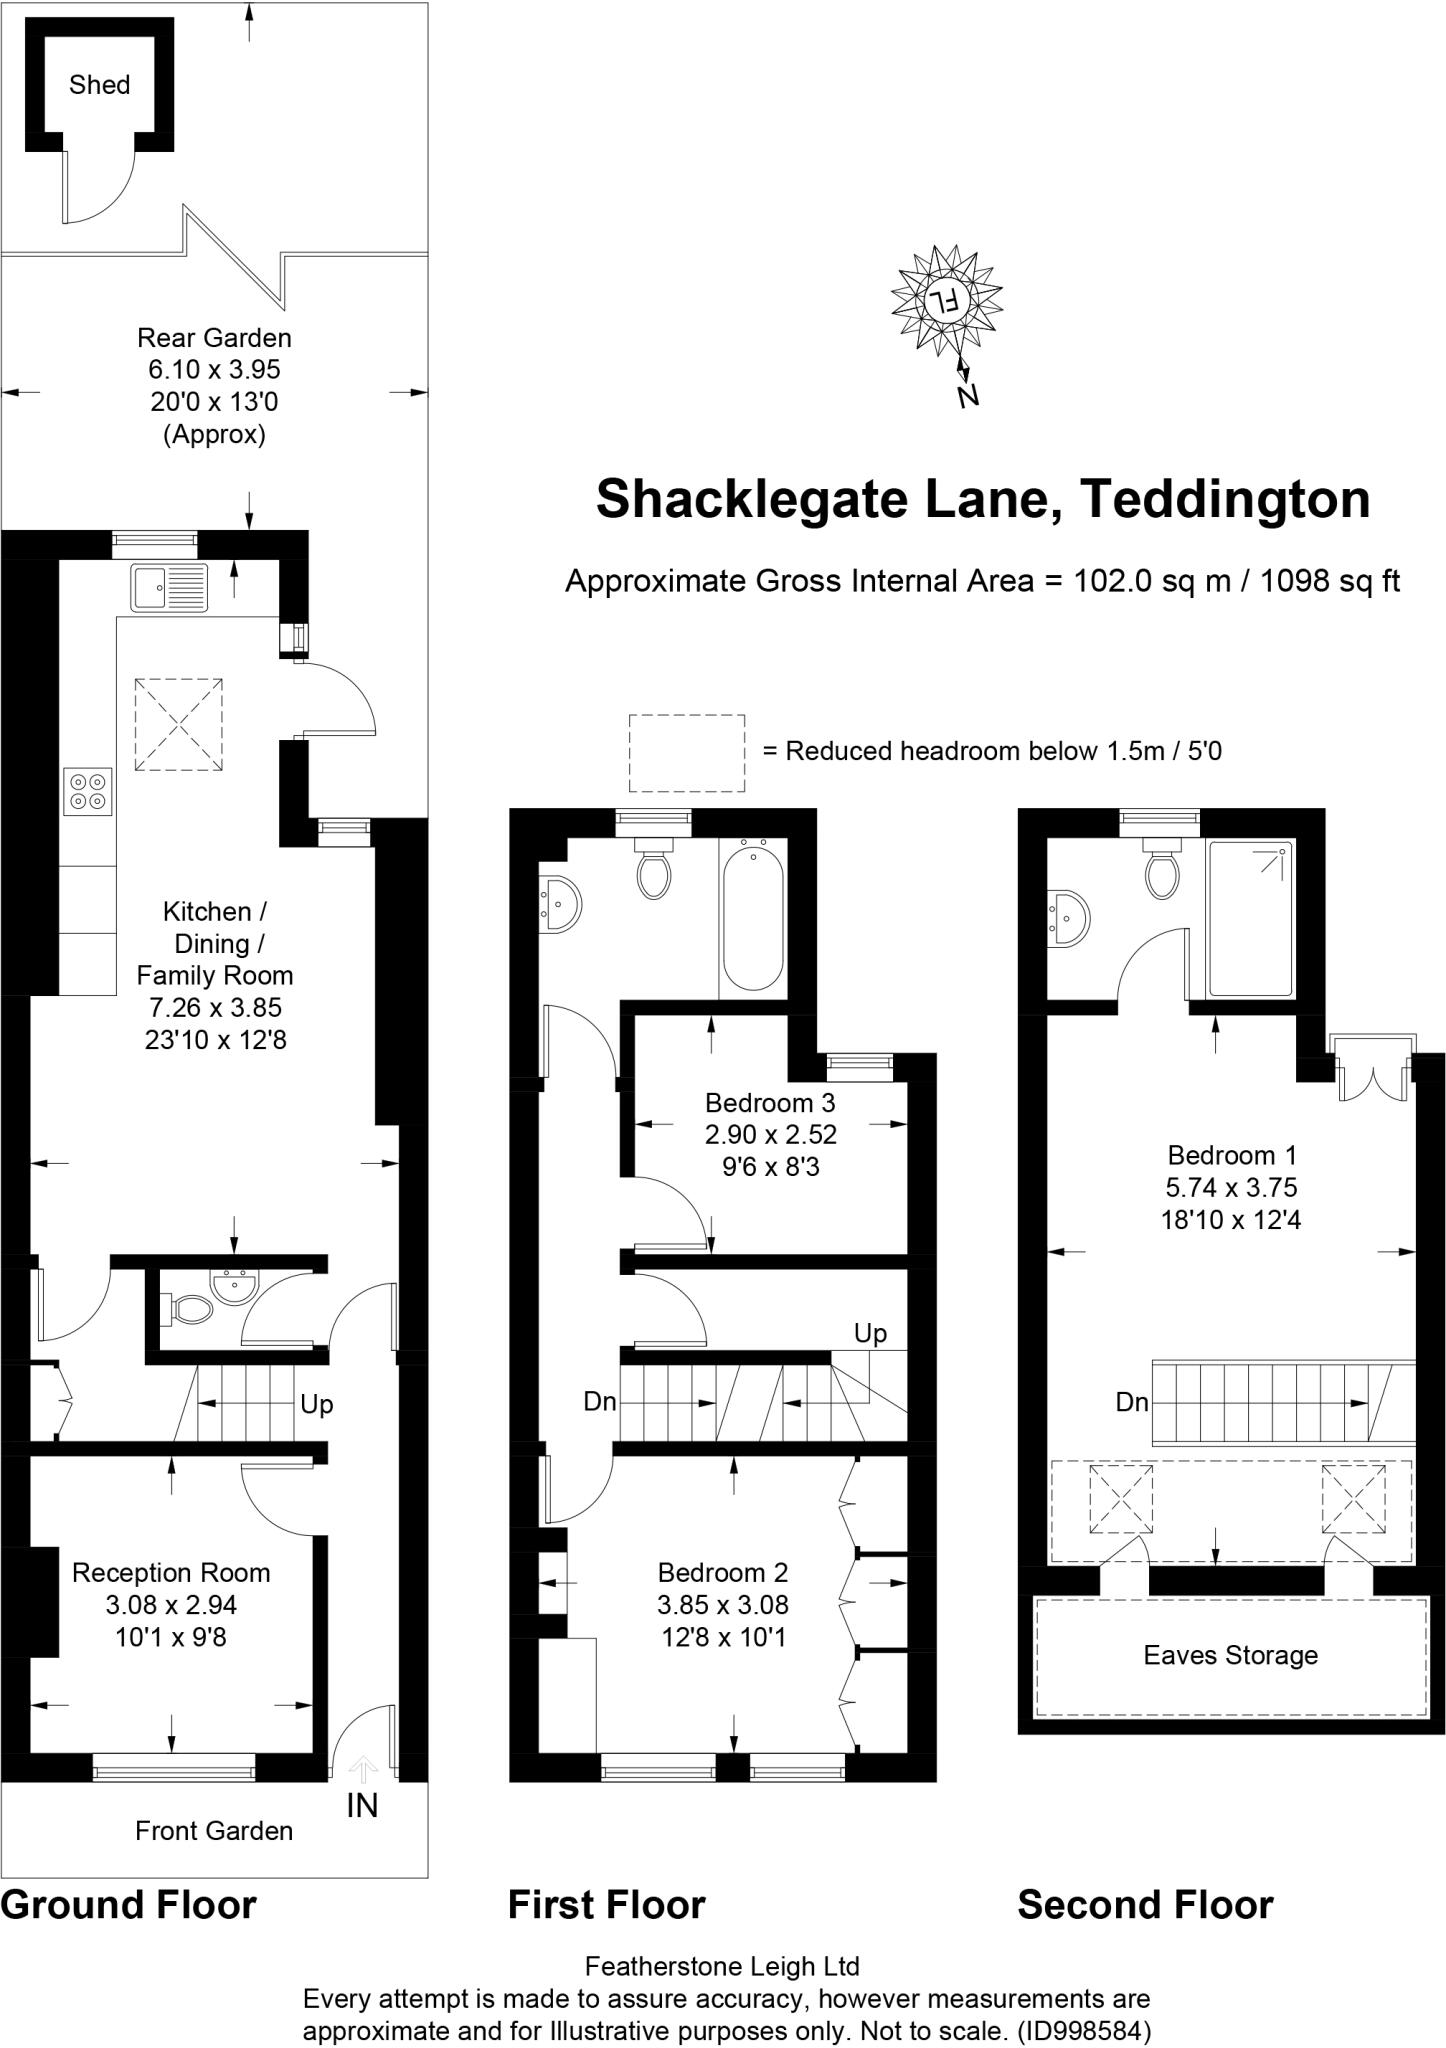 Shed
Rear Garden
6.10 x 3.95
20'0 x 13'0
(Approx)
FL
N
Shacklegate Lane, Teddington
Approximate Gross Internal Area = 102.0 sq m / 1098 sq ft
= Reduced headroom below 1.5m / 5'0
Kitchen /
Dining /
Family Room
7.26 x 3.85
23'10 x 12'8
Up
Reception Room
3.08 x 2.94
10'1 x 9'8
IN
Front Garden
Ground Floor
Bedroom 3
2.90 x 2.52
9'6 x 8'3
Up
Dn
Bedroom 2
3.85 x 3.08
12'8 x 10'1
First Floor
Bedroom 1
5.74 x 3.75
18'10 x 12'4
Dn
Eaves Storage
Second Floor
Featherstone Leigh Ltd
Every attempt is made to assure accuracy, however measurements are
approximate and for Illustrative purposes only. Not to scale. (ID998584)